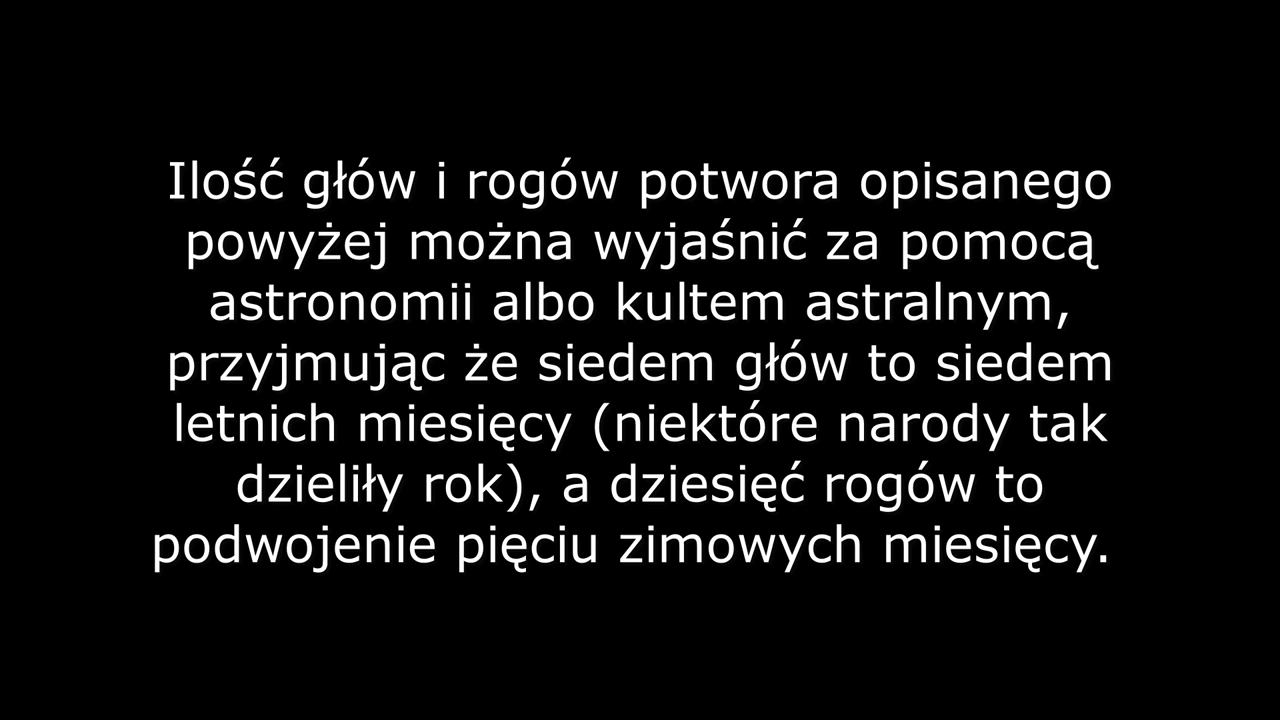 Ilość głów i rogów potwora opisanego
powyżej można wyjaśnić za pomocą
astronomii albo kultem astralnym,
przyjmując że siedem głów to siedem
letnich miesięcy (niektóre narody tak
dzieliły rok), a dziesięć rogów to
podwojenie pięciu zimowych miesięcy.